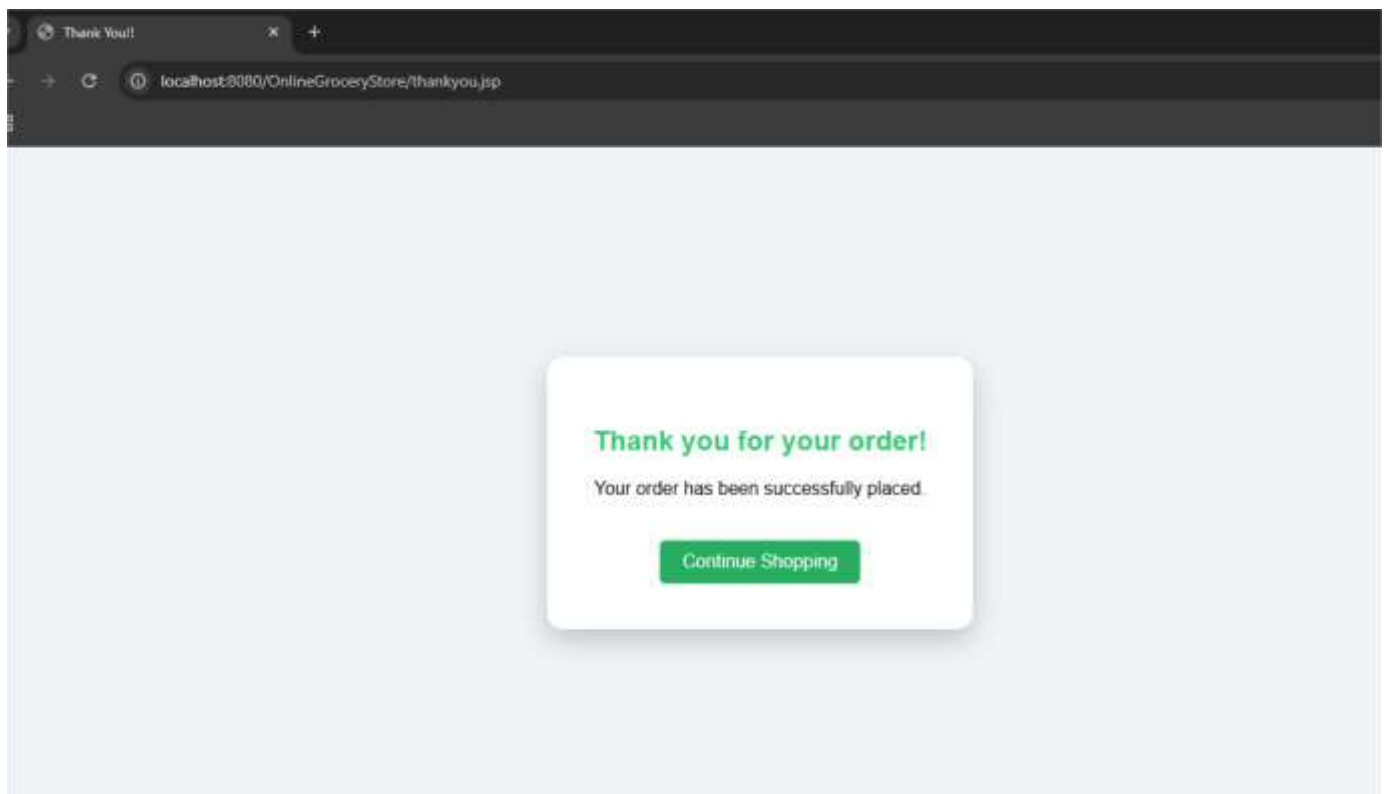 Thank You!!
localhost:8080/OnlineGroceryStore/thankyou.jsp
Thank you for your order!
Your order has been successfully placed.
Continue Shopping